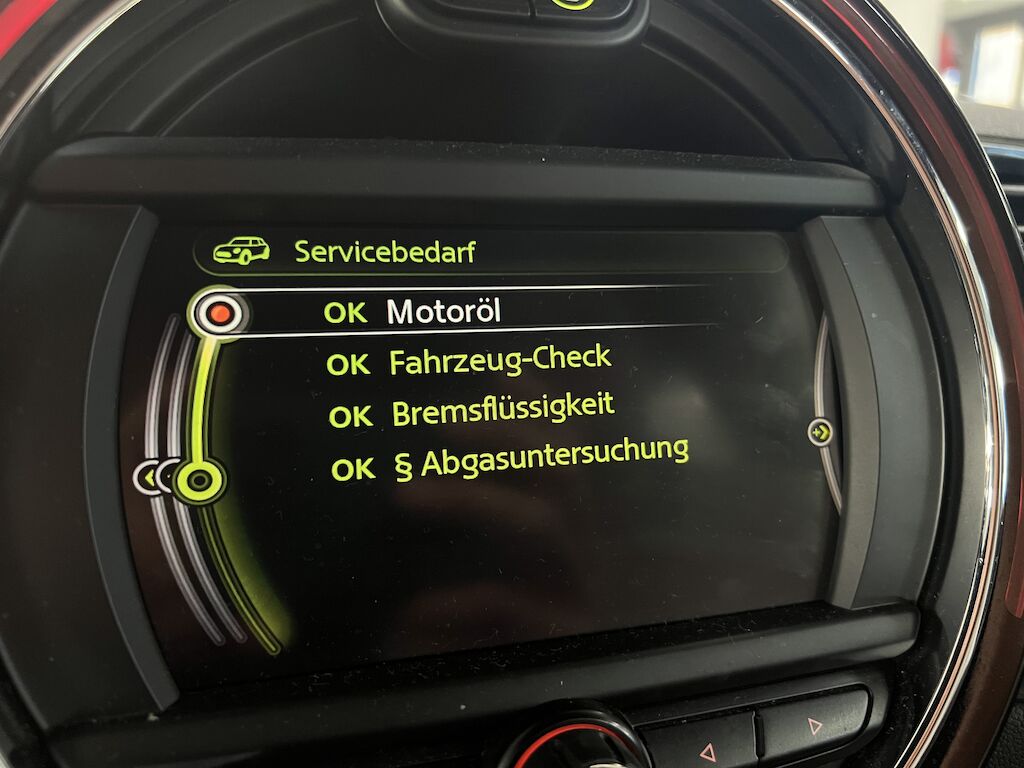 Servicebedarf
OK Motoröl
OK Fahrzeug-Check
OK Bremsflüssigkeit
OK § Abgasuntersuchung